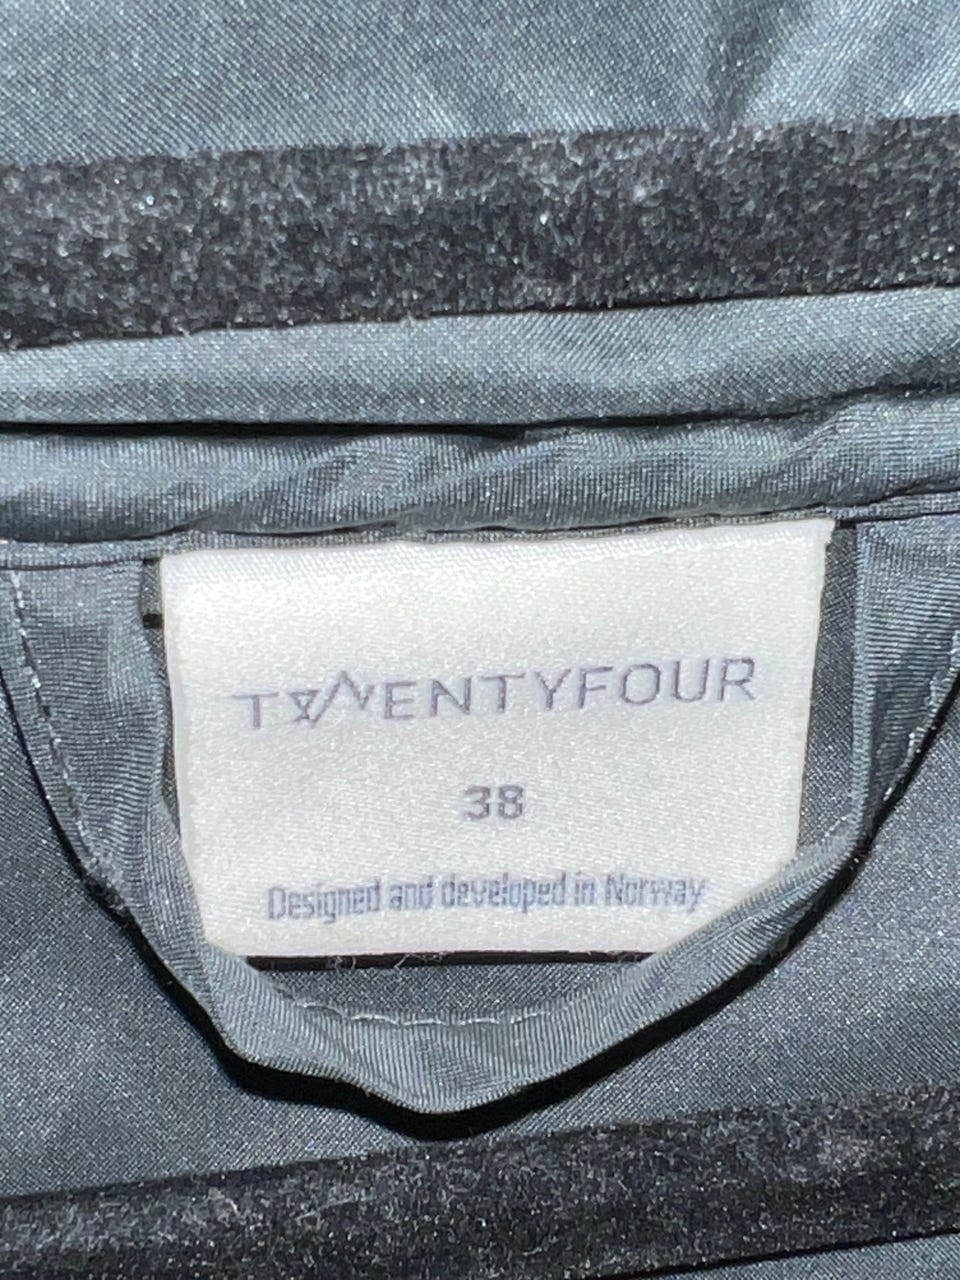 TWENTYFOUR
38
Designed and developed in Norway